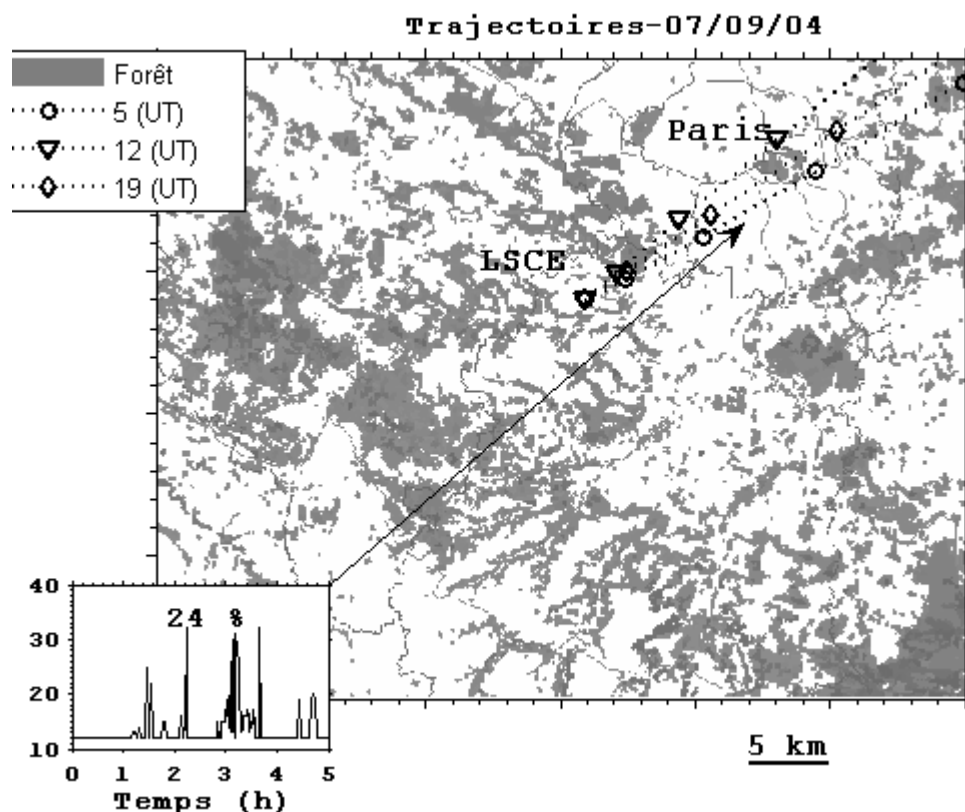 Trajectoires-07/09/04
Forêt
5 (UT)
12 (UT)
19 (UT)
Paris
LSCE
40
30
20
10
24 %
0 1 2 3 4 5
Temps (h)
5 km